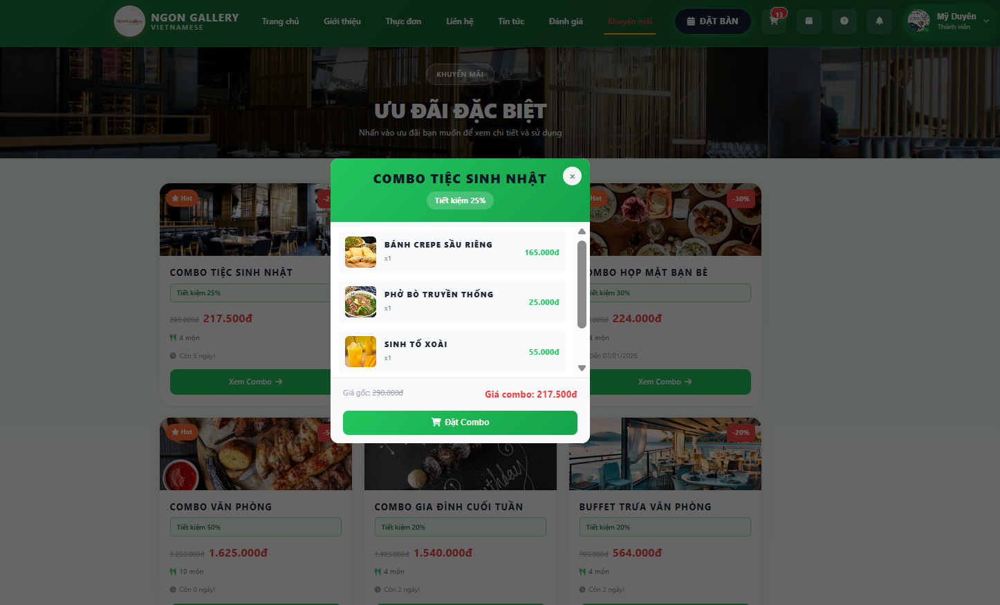 NGON GALLERY
VIETNAMESE
Trang chủ
Giới thiệu
Thực đơn
Liên hệ
Tin tức
Đánh giá
Khuyến mãi
ĐẶT BÀN
13
Mỹ Duyên
Thành viên
KHUYẾN MÃI
ƯU ĐÃI ĐẶC BIỆT
Nhấn vào ưu đãi bạn muốn để xem chi tiết và sử dụng
COMBO TIỆC SINH NHẬT
Tiết kiệm 25%
×
BÁNH CREPE SẦU RIÊNG
x1
165.000đ
PHỞ BÒ TRUYỀN THỐNG
x1
25.000đ
SINH TỐ XOÀI
x1
55.000đ
Giá gốc: 290.000đ
Giá combo: 217.500đ
Đặt Combo
Hot
COMBO TIỆC SINH NHẬT
Tiết kiệm 25%
290.000đ 217.500đ
4 món
Còn 5 ngày!
Xem Combo →
Hot
-30%
OMBO HỌP MẶT BẠN BÈ
iết kiệm 30%
.000đ 224.000đ
4 món
Đến 07/01/2026
Xem Combo →
Hot
COMBO VĂN PHÒNG
Tiết kiệm 50%
3.250.000đ 1.625.000đ
10 món
Còn 0 ngày!
COMBO GIA ĐÌNH CUỐI TUẦN
Tiết kiệm 20%
1.925.000đ 1.540.000đ
4 món
Còn 2 ngày!
-20%
BUFFET TRƯA VĂN PHÒNG
Tiết kiệm 20%
705.000đ 564.000đ
4 món
Còn 2 ngày!